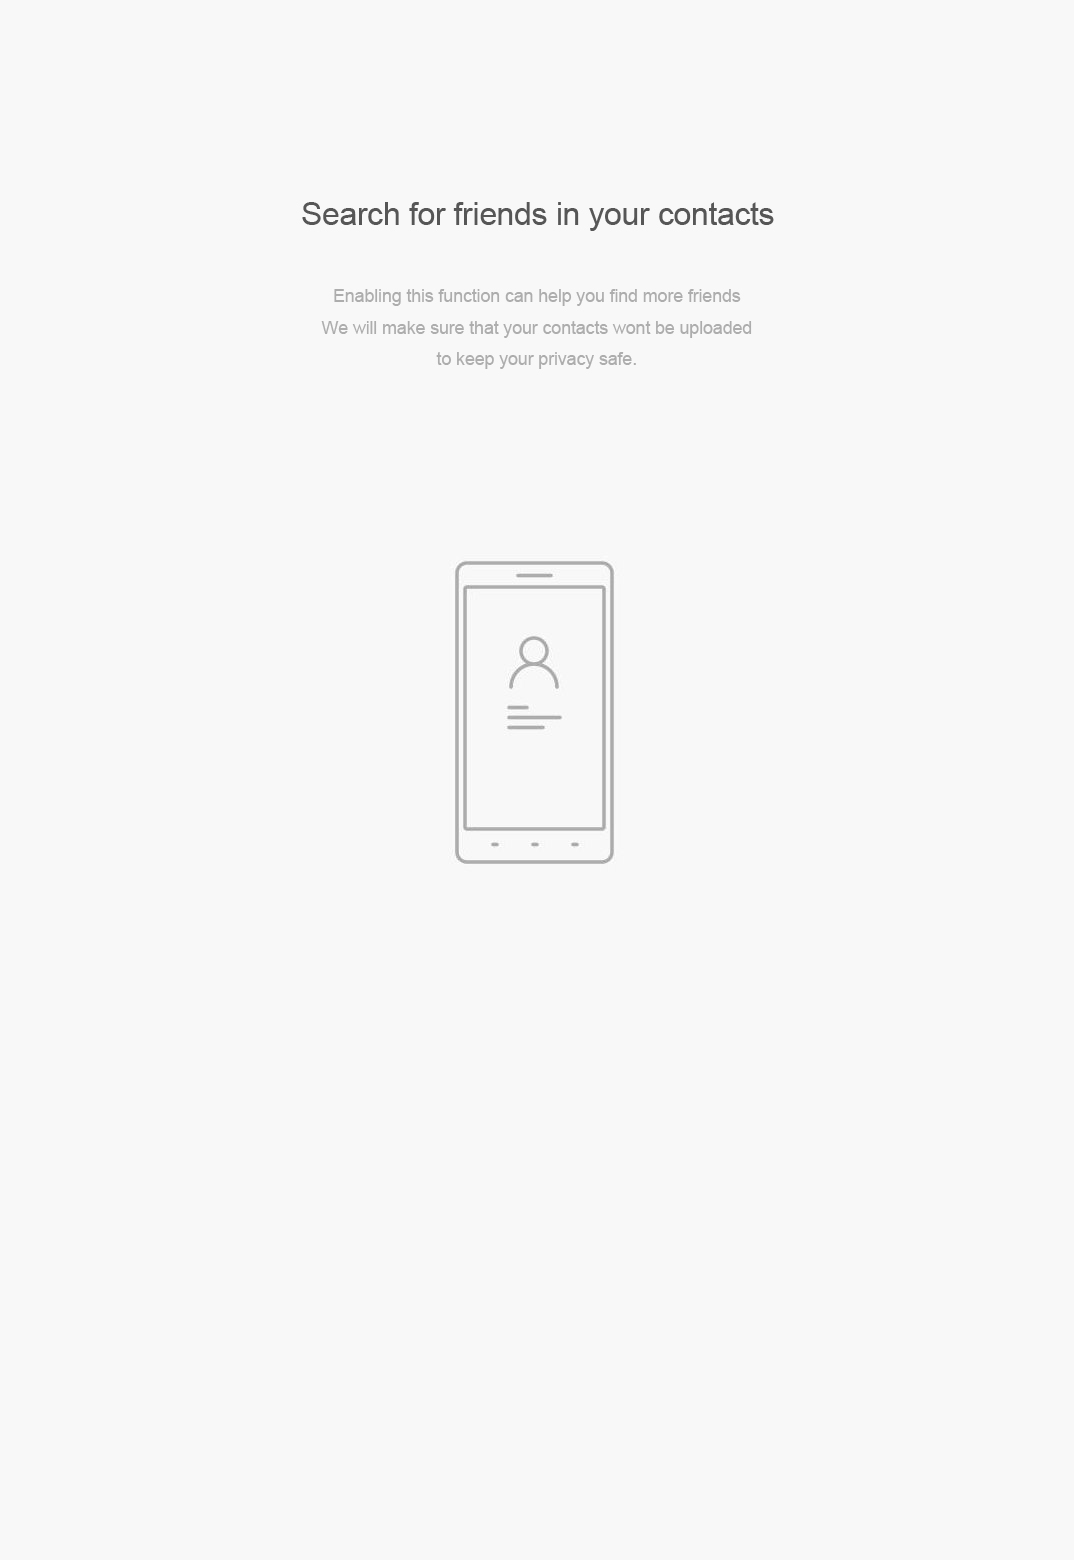 Search for friends in your contacts
Enabling this function can help you find more friends
We will make sure that your contacts wont be uploaded
to keep your privacy safe.